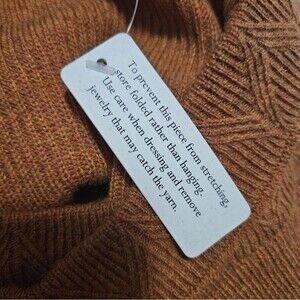 To prevent this piece from stretching,
store folded rather than hanging.
Use care when dressing and remove
jewelry that may catch the yarn.